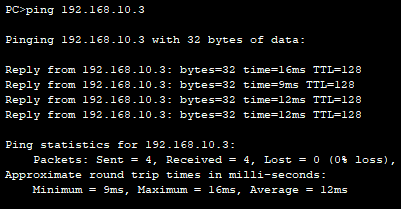 PC>ping 192.168.10.3
Pinging 192.168.10.3 with 32 bytes of data:
Reply from 192.168.10.3: bytes=32 time=16ms TTL=128
Reply from 192.168.10.3: bytes=32 time=9ms TTL=128
Reply from 192.168.10.3: bytes=32 time=12ms TTL=128
Reply from 192.168.10.3: bytes=32 time=12ms TTL=128
Ping statistics for 192.168.10.3:
Packets: Sent = 4, Received = 4, Lost = 0 (0% loss),
Approximate round trip times in milli-seconds:
Minimum = 9ms, Maximum = 16ms, Average = 12ms